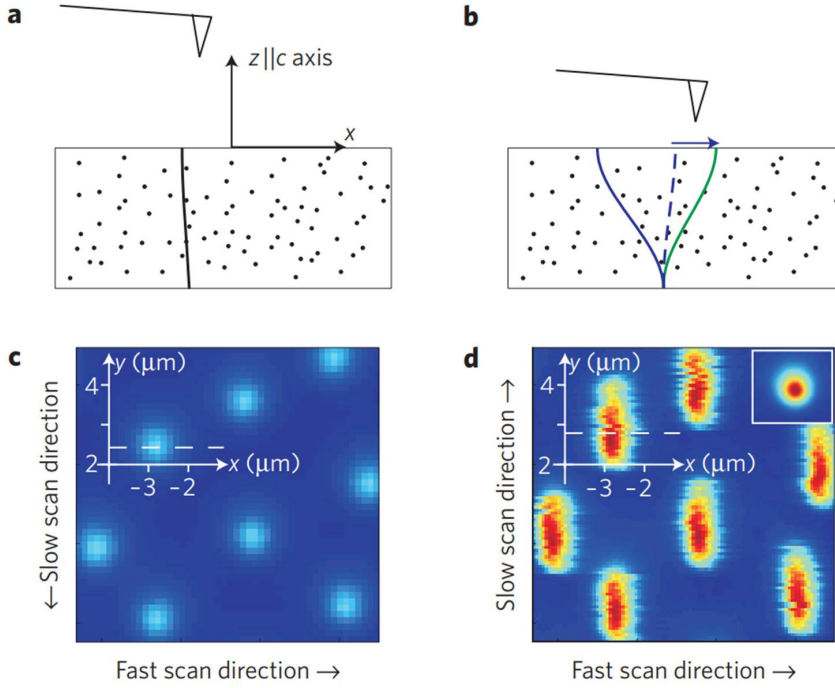 a
z||c axis
x
b
c
y (μm)
4
2
x (μm)
–3 –2
← Slow scan direction
Fast scan direction →
d
y (μm)
4
2
x (μm)
–3 –2
Slow scan direction →
Fast scan direction →